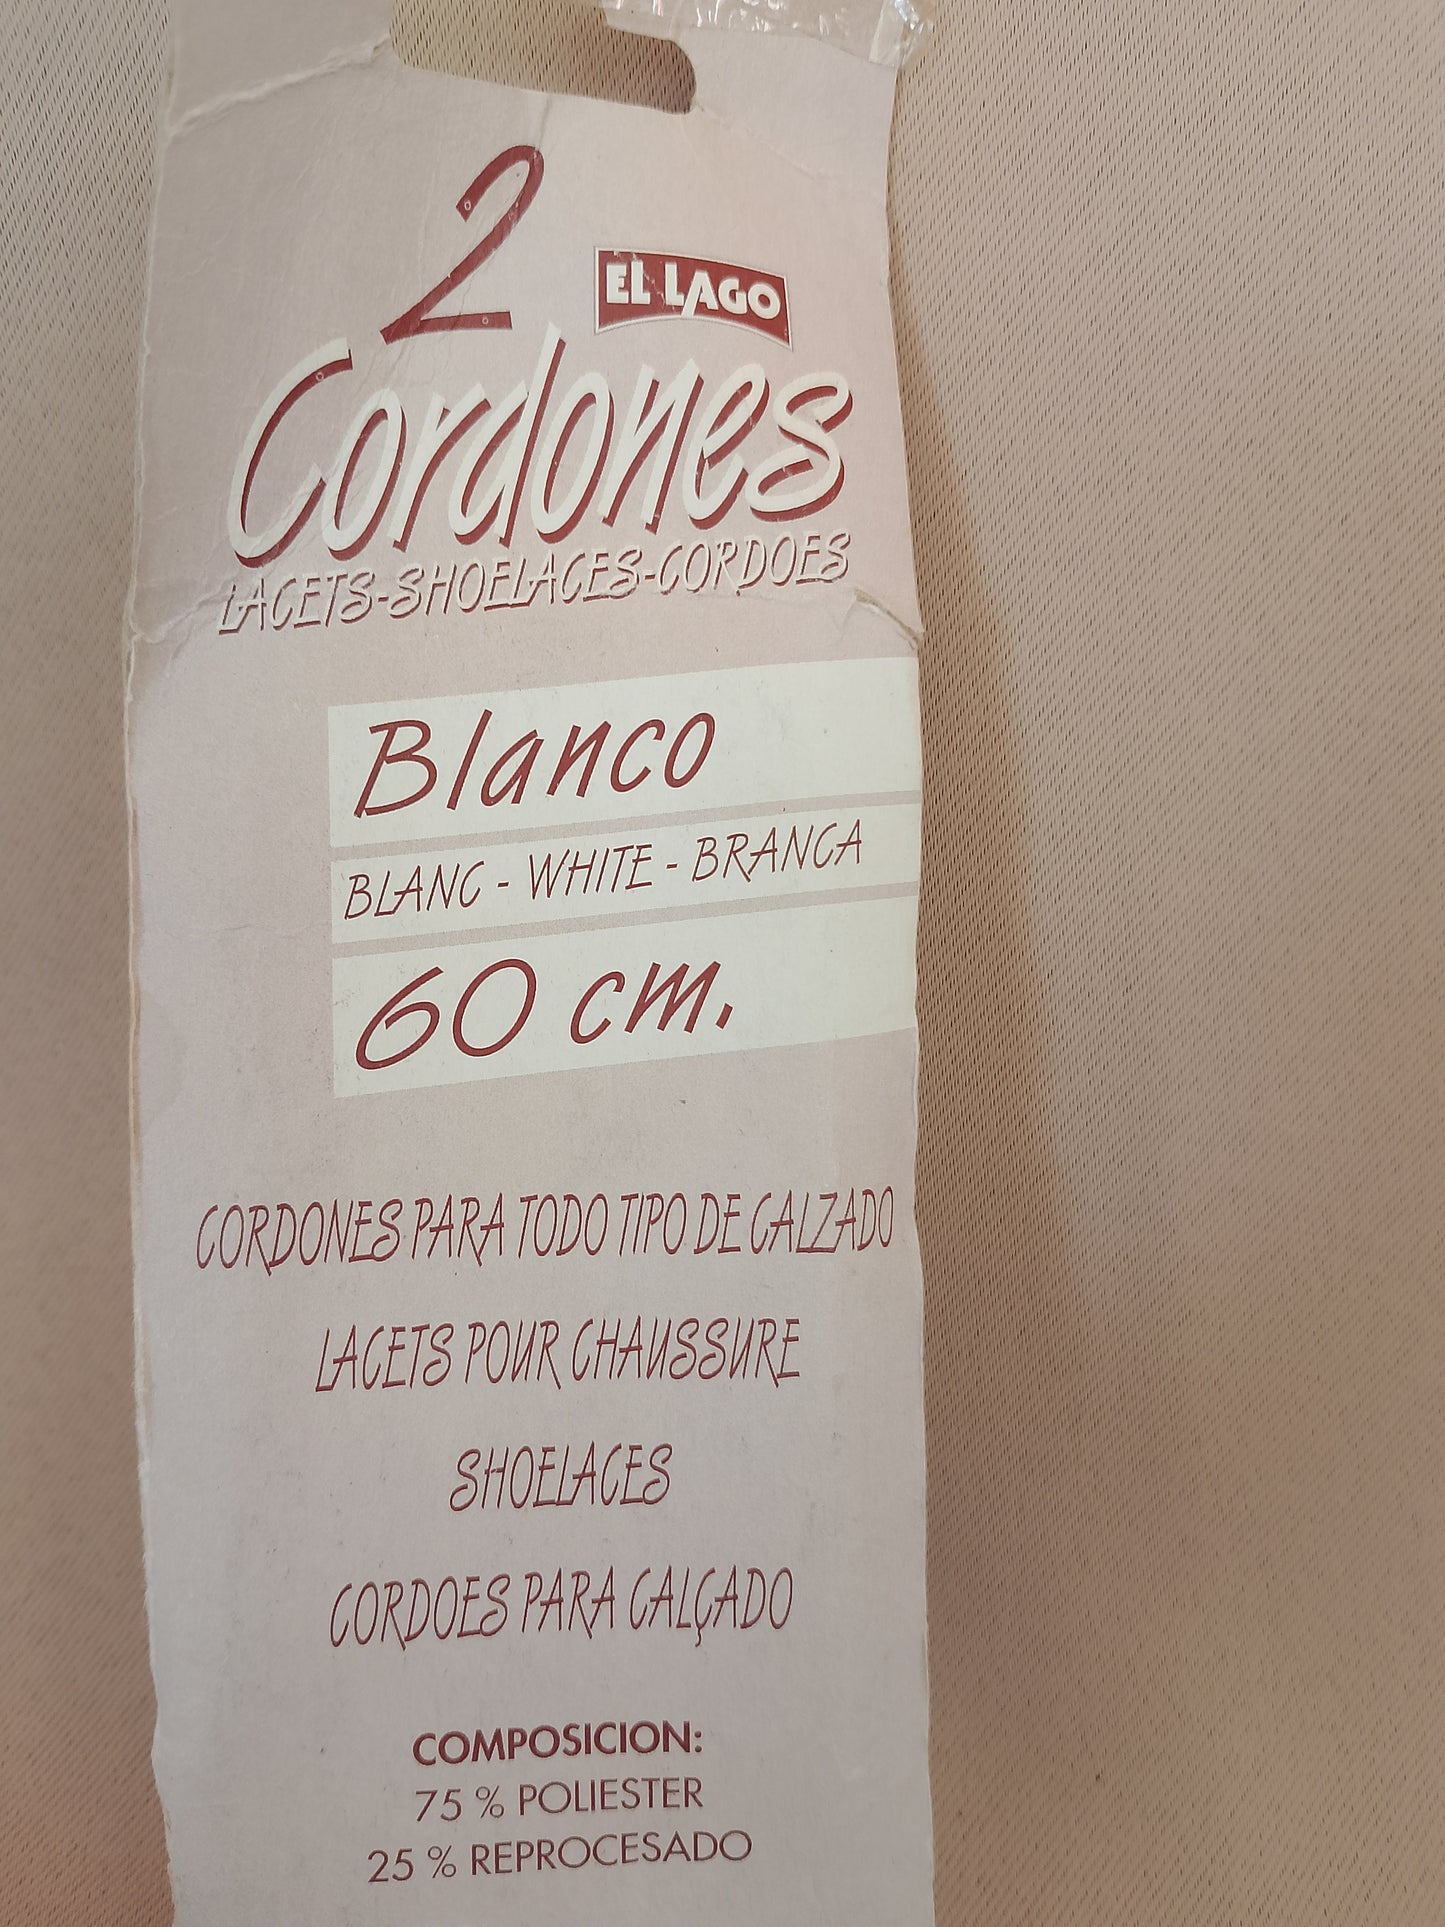 2
EL LAGO
Cordones
LACETS-SHOELACES-CORDOES
Blanco
BLANC - WHITE - BRANCA
60 cm.
CORDONES PARA TODO TIPO DE CALZADO
LACETS POUR CHAUSSURE
SHOELACES
CORDOES PARA CALÇADO
COMPOSICION:
75 % POLIESTER
25 % REPROCESADO